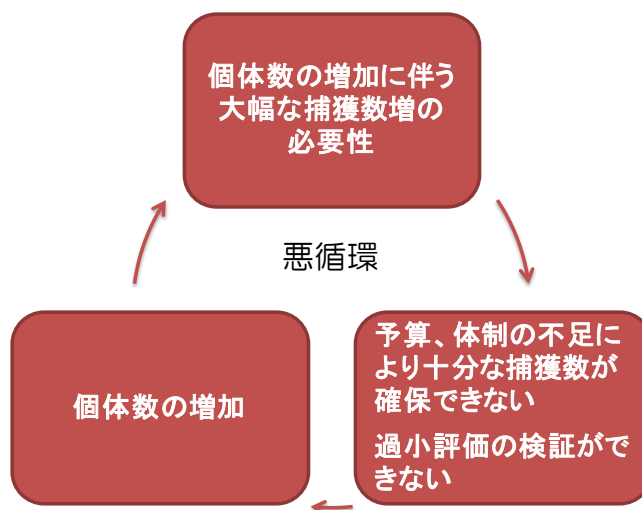 個体数の増加に伴う
大幅な捕獲数増の
必要性
悪循環
予算、体制の不足に
より十分な捕獲数が
確保できない
過小評価の検証がで
きない
個体数の増加